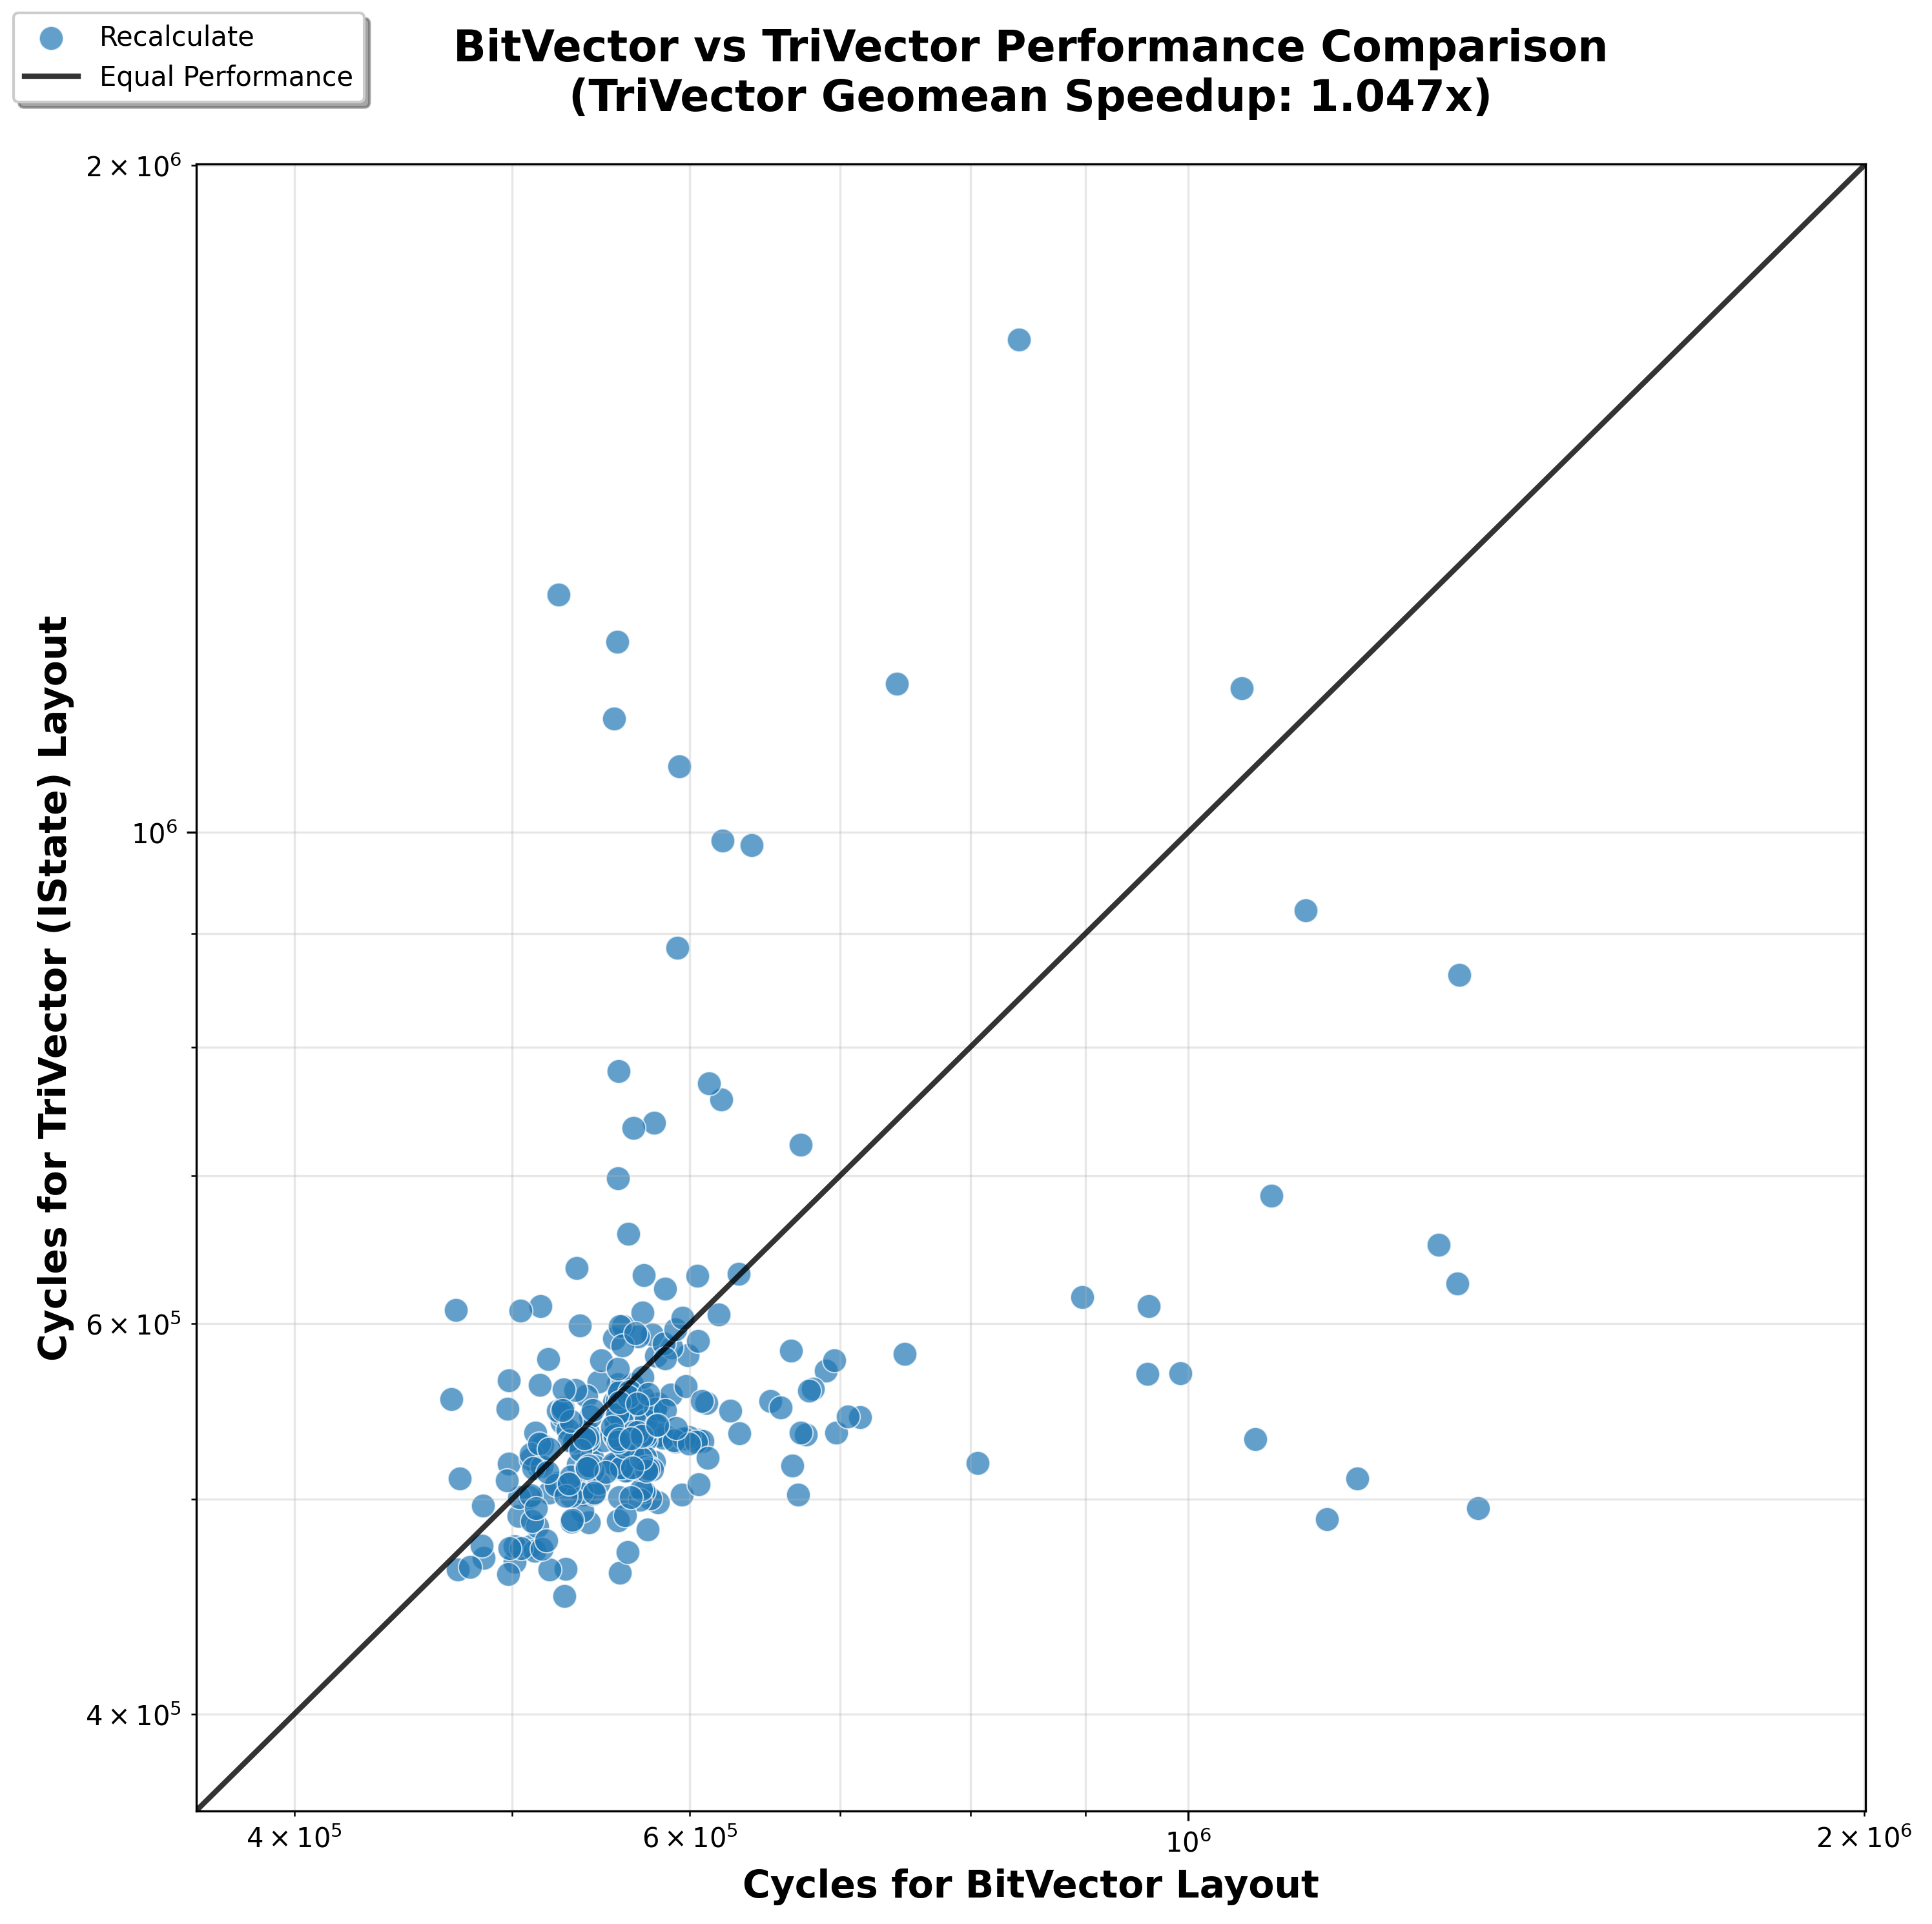 Recalculate
Equal Performance
BitVector vs TriVector Performance Comparison
(TriVector Geomean Speedup: 1.047x)
2 × 10⁶
10⁶
6 × 10⁵
4 × 10⁵
Cycles for TriVector (IState) Layout
4 × 10⁵
6 × 10⁵
10⁶
2 × 10⁶
Cycles for BitVector Layout